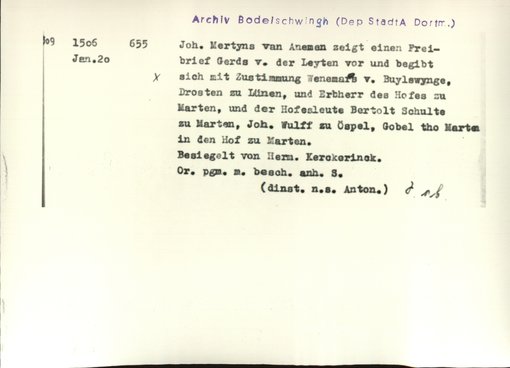 Archiv Bodelschwingh (Dep StadtA Dortm.)
709 1506 655 Joh. Mertyns van Anemen zeigt einen Frei-
Jan.20 brief Gerds v. der Leyten vor und begibt
x sich mit Zustimmung Wenemars v. Buylswynge,
Drosten zu Lünen, und Erbherr des Hofes zu
Marten, und der Hofesleute Bertolt Schulte
zu Marten, Joh. Wulff zu Öspel, Gobel tho Marten
in den Hof zu Marten.
Besiegelt von Herm. Kerckerinck.
Or. pgm. m. besch. anh. S.
(dinst. n.s. Anton.)